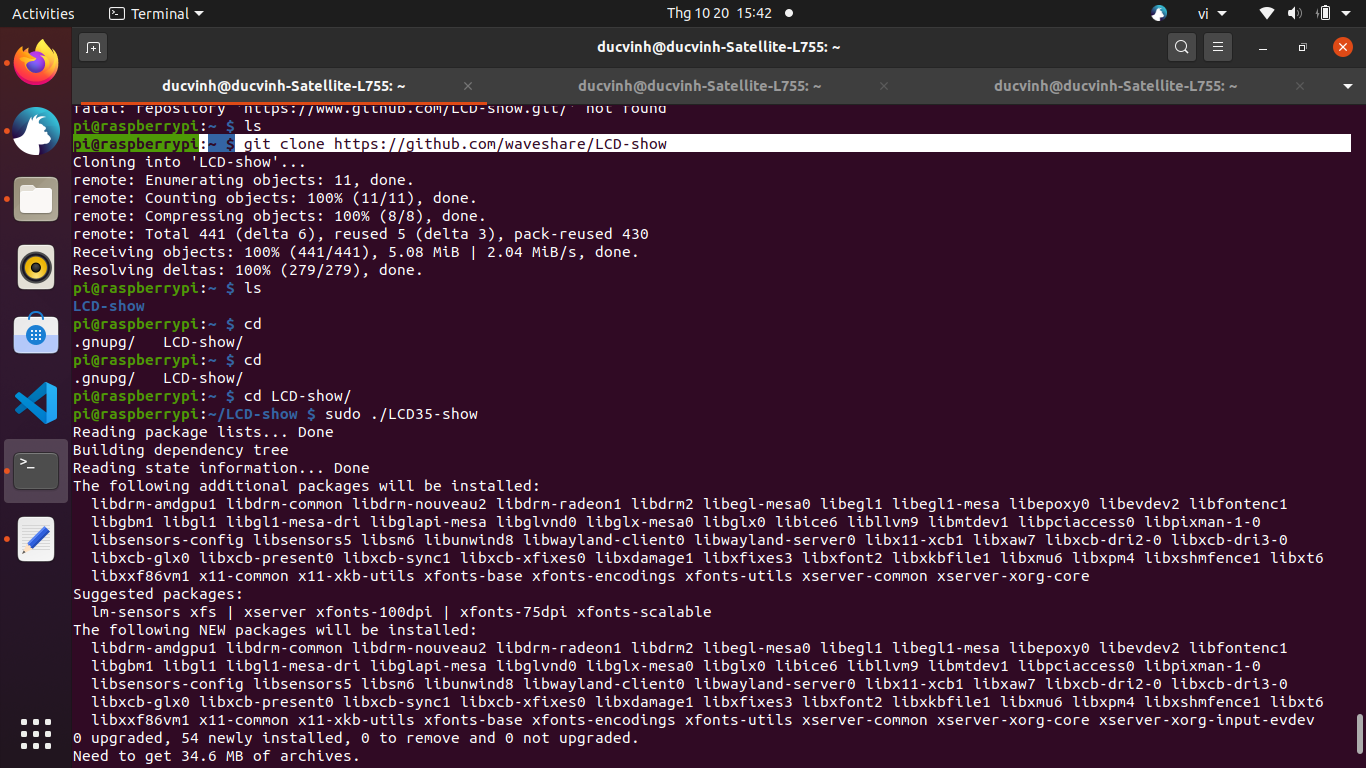 Activities
Terminal
Thg 10 20 15:42
vi
ducvinh@ducvinh-Satellite-L755: ~
ducvinh@ducvinh-Satellite-L755: ~
ducvinh@ducvinh-Satellite-L755: ~
ducvinh@ducvinh-Satellite-L755: ~
fatal: repository 'https://www.github.com/LCD-show.git/' not found
pi@raspberrypi:~ $ ls
pi@raspberrypi:~ $ git clone https://github.com/waveshare/LCD-show
Cloning into 'LCD-show'...
remote: Enumerating objects: 11, done.
remote: Counting objects: 100% (11/11), done.
remote: Compressing objects: 100% (8/8), done.
remote: Total 441 (delta 6), reused 5 (delta 3), pack-reused 430
Receiving objects: 100% (441/441), 5.08 MiB | 2.04 MiB/s, done.
Resolving deltas: 100% (279/279), done.
pi@raspberrypi:~ $ ls
LCD-show
pi@raspberrypi:~ $ cd
.gnupg/   LCD-show/
pi@raspberrypi:~ $ cd
.gnupg/   LCD-show/
pi@raspberrypi:~ $ cd LCD-show/
pi@raspberrypi:~/LCD-show $ sudo ./LCD35-show
Reading package lists... Done
Building dependency tree
Reading state information... Done
The following additional packages will be installed:
  libdrm-amdgpu1 libdrm-common libdrm-nouveau2 libdrm-radeon1 libdrm2 libegl-mesa0 libegl1 libegl1-mesa libepoxy0 libevdev2 libfontenc1
  libgbm1 libgl1 libgl1-mesa-dri libglapi-mesa libglvnd0 libglx-mesa0 libglx0 libice6 libllvm9 libmtdev1 libpciaccess0 libpixman-1-0
  libsensors-config libsensors5 libsm6 libunwind8 libwayland-client0 libwayland-server0 libx11-xcb1 libxaw7 libxcb-dri2-0 libxcb-dri3-0
  libxcb-glx0 libxcb-present0 libxcb-sync1 libxcb-xfixes0 libxdamage1 libxfixes3 libxfont2 libxkbfile1 libxmu6 libxpm4 libxshmfence1 libxt6
  libxxf86vm1 x11-common x11-xkb-utils xfonts-base xfonts-encodings xfonts-utils xserver-common xserver-xorg-core
Suggested packages:
  lm-sensors xfs | xserver xfonts-100dpi | xfonts-75dpi xfonts-scalable
The following NEW packages will be installed:
  libdrm-amdgpu1 libdrm-common libdrm-nouveau2 libdrm-radeon1 libdrm2 libegl-mesa0 libegl1 libegl1-mesa libepoxy0 libevdev2 libfontenc1
  libgbm1 libgl1 libgl1-mesa-dri libglapi-mesa libglvnd0 libglx-mesa0 libglx0 libice6 libllvm9 libmtdev1 libpciaccess0 libpixman-1-0
  libsensors-config libsensors5 libsm6 libunwind8 libwayland-client0 libwayland-server0 libx11-xcb1 libxaw7 libxcb-dri2-0 libxcb-dri3-0
  libxcb-glx0 libxcb-present0 libxcb-sync1 libxcb-xfixes0 libxdamage1 libxfixes3 libxfont2 libxkbfile1 libxmu6 libxpm4 libxshmfence1 libxt6
  libxxf86vm1 x11-common x11-xkb-utils xfonts-base xfonts-encodings xfonts-utils xserver-common xserver-xorg-core xserver-xorg-input-evdev
0 upgraded, 54 newly installed, 0 to remove and 0 not upgraded.
Need to get 34.6 MB of archives.